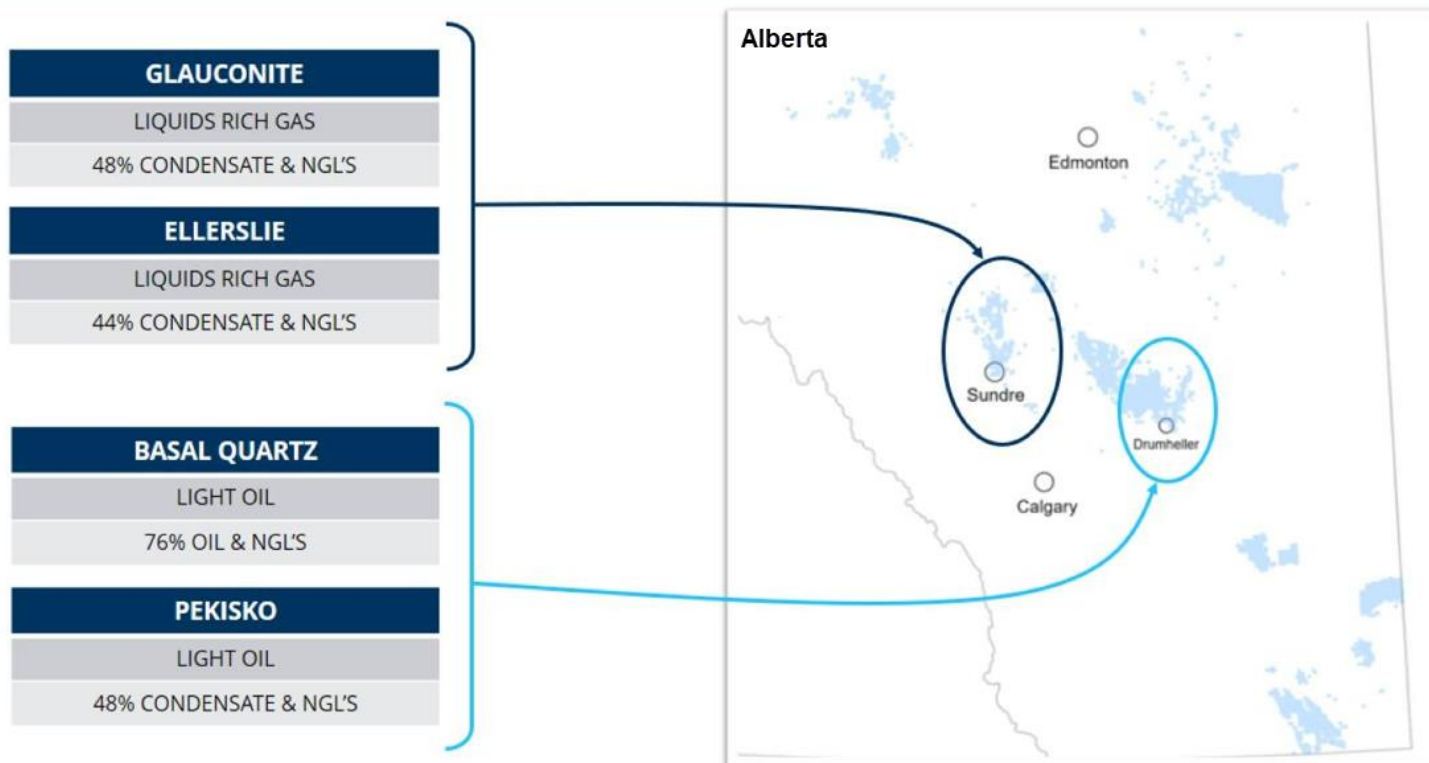 GLAUCONITE
LIQUIDS RICH GAS
48% CONDENSATE & NGL'S
ELLERSLIE
LIQUIDS RICH GAS
44% CONDENSATE & NGL'S
BASAL QUARTZ
LIGHT OIL
76% OIL & NGL'S
PEKISKO
LIGHT OIL
48% CONDENSATE & NGL'S
Alberta
Edmonton
Sundre
Drumheller
Calgary